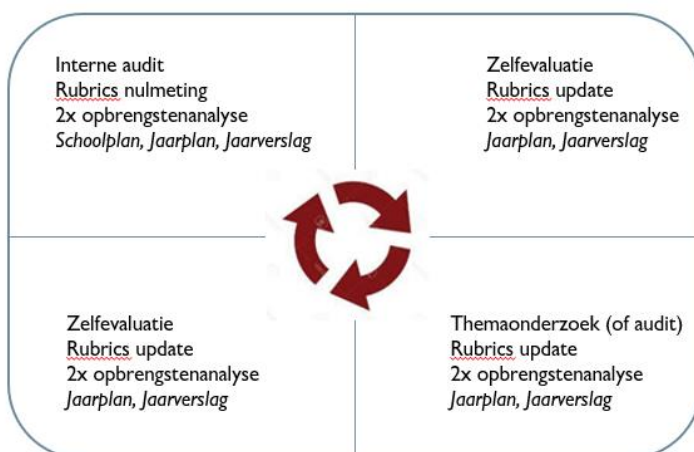 Interne audit
Rubrics nulmeting
2x opbrengstenanalyse
Schoolplan, Jaarplan, Jaarverslag
Zelfevaluatie
Rubrics update
2x opbrengstenanalyse
Jaarplan, Jaarverslag
Zelfevaluatie
Rubrics update
2x opbrengstenanalyse
Jaarplan, Jaarverslag
Themaonderzoek (of audit)
Rubrics update
2x opbrengstenanalyse
Jaarplan, Jaarverslag